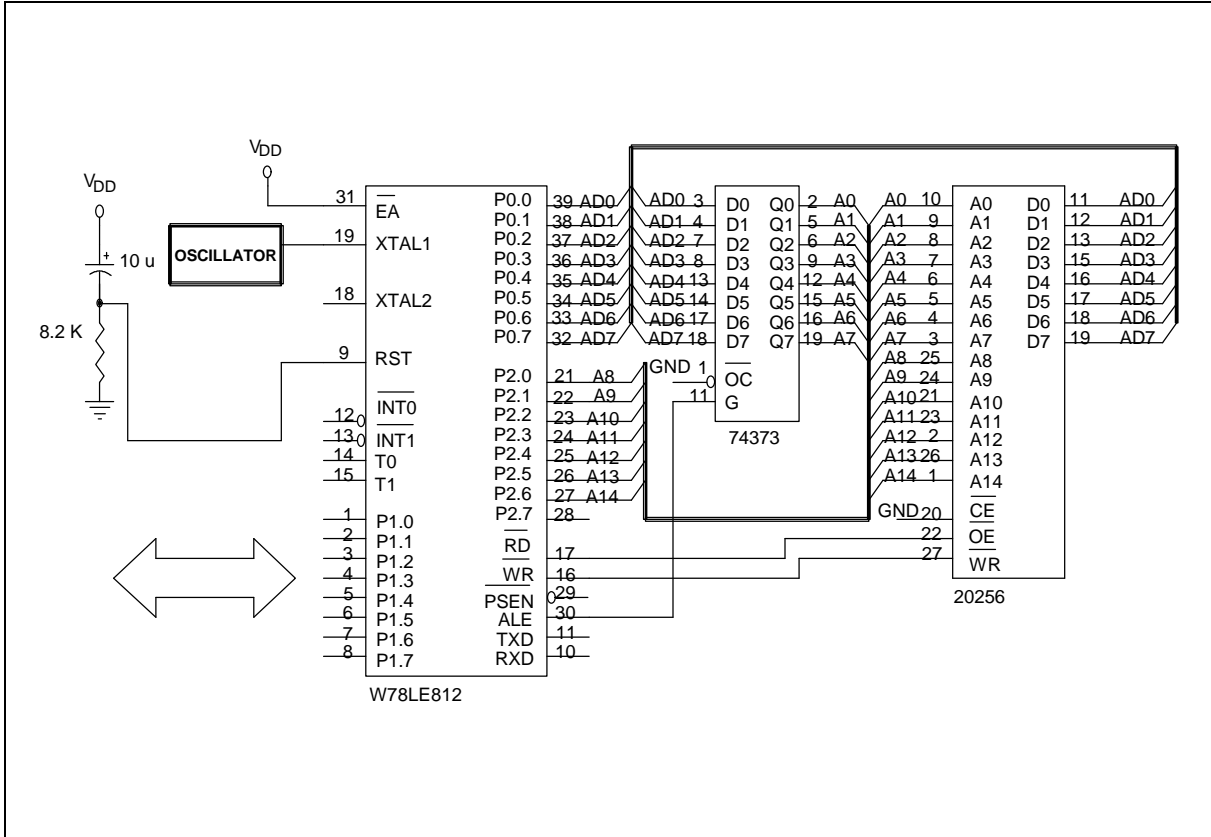 VDD
VDD
10 u
8.2 K
OSCILLATOR
31 EA
19 XTAL1
18 XTAL2
9 RST
12 INT0
13 INT1
14 T0
15 T1
1 P1.0
2 P1.1
3 P1.2
4 P1.3
5 P1.4
6 P1.5
7 P1.6
8 P1.7
P0.0 39 AD0
P0.1 38 AD1
P0.2 37 AD2
P0.3 36 AD3
P0.4 35 AD4
P0.5 34 AD5
P0.6 33 AD6
P0.7 32 AD7
P2.0 21 A8
P2.1 22 A9
P2.2 23 A10
P2.3 24 A11
P2.4 25 A12
P2.5 26 A13
P2.6 27 A14
P2.7 28
RD 17
WR 16
PSEN 29
ALE 30
TXD 11
RXD 10
W78LE812
AD0 3 D0 Q0 2 A0
AD1 4 D1 Q1 5 A1
AD2 7 D2 Q2 6 A2
AD3 8 D3 Q3 9 A3
AD4 13 D4 Q4 12 A4
AD5 14 D5 Q5 15 A5
AD6 17 D6 Q6 16 A6
AD7 18 D7 Q7 19 A7
GND 1 OC
11 G
74373
A0 10 A0 D0 11 AD0
A1 9 A1 D1 12 AD1
A2 8 A2 D2 13 AD2
A3 7 A3 D3 15 AD3
A4 6 A4 D4 16 AD4
A5 5 A5 D5 17 AD5
A6 4 A6 D6 18 AD6
A7 3 A7 D7 19 AD7
A8 25 A8
A9 24 A9
A10 21 A10
A11 23 A11
A12 2 A12
A13 26 A13
A14 1 A14
GND 20 CE
22 OE
27 WR
20256